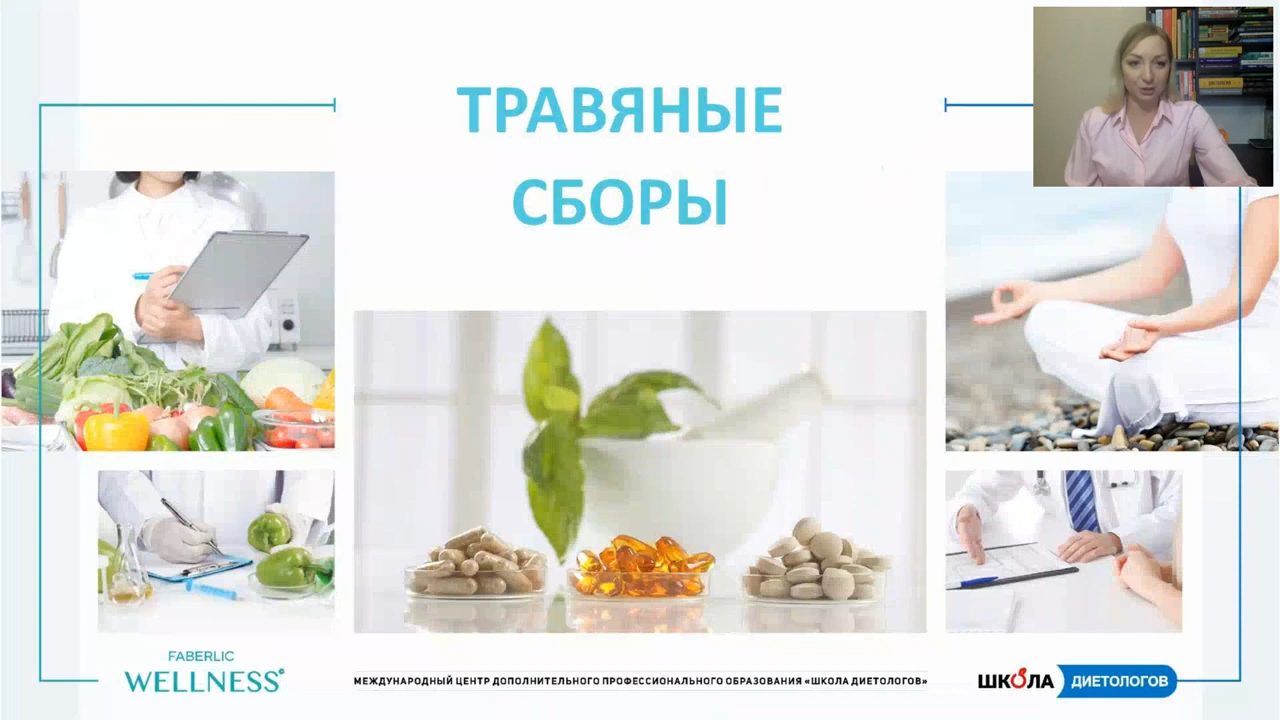 ТРАВЯНЫЕ
СБОРЫ
FABERLIC
WELLNESS
МЕЖДУНАРОДНЫЙ ЦЕНТР ДОПОЛНИТЕЛЬНОГО ПРОФЕССИОНАЛЬНОГО ОБРАЗОВАНИЯ «ШКОЛА ДИЕТОЛОГОВ»
ШКОЛА ДИЕТОЛОГОВ